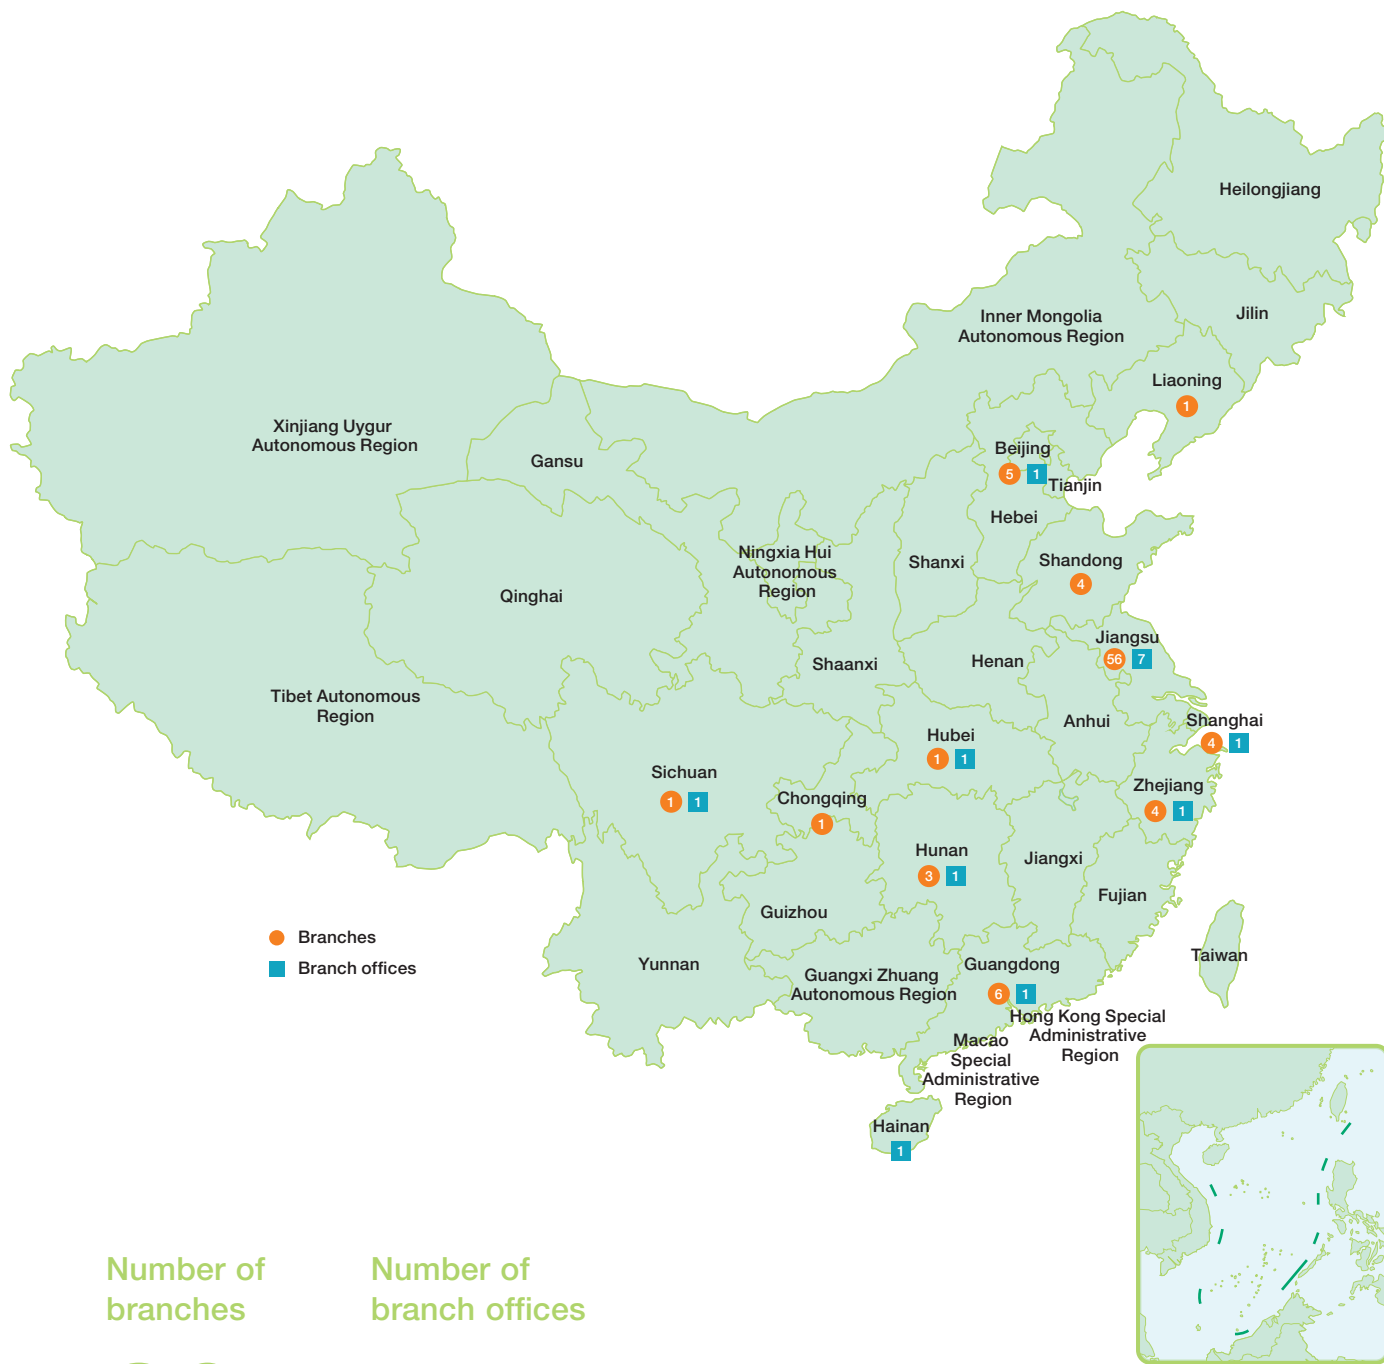 Heilongjiang
Jilin
Inner Mongolia
Autonomous Region
Liaoning
1
Xinjiang Uygur
Autonomous Region
Gansu
Beijing
5 1
Tianjin
Hebei
Ningxia Hui
Autonomous
Region
Shanxi
Shandong
4
Qinghai
Jiangsu
56 7
Shaanxi
Henan
Tibet Autonomous
Region
Anhui
Shanghai
4 1
Hubei
1 1
Sichuan
1 1
Chongqing
1
Zhejiang
4 1
Hunan
3 1
Jiangxi
Fujian
Guizhou
Branches
Branch offices
Yunnan
Guangxi Zhuang
Autonomous Region
Guangdong
6 1
Taiwan
Hong Kong Special
Administrative
Region
Macao
Special
Administrative
Region
Hainan
1
Number of
branches
Number of
branch offices